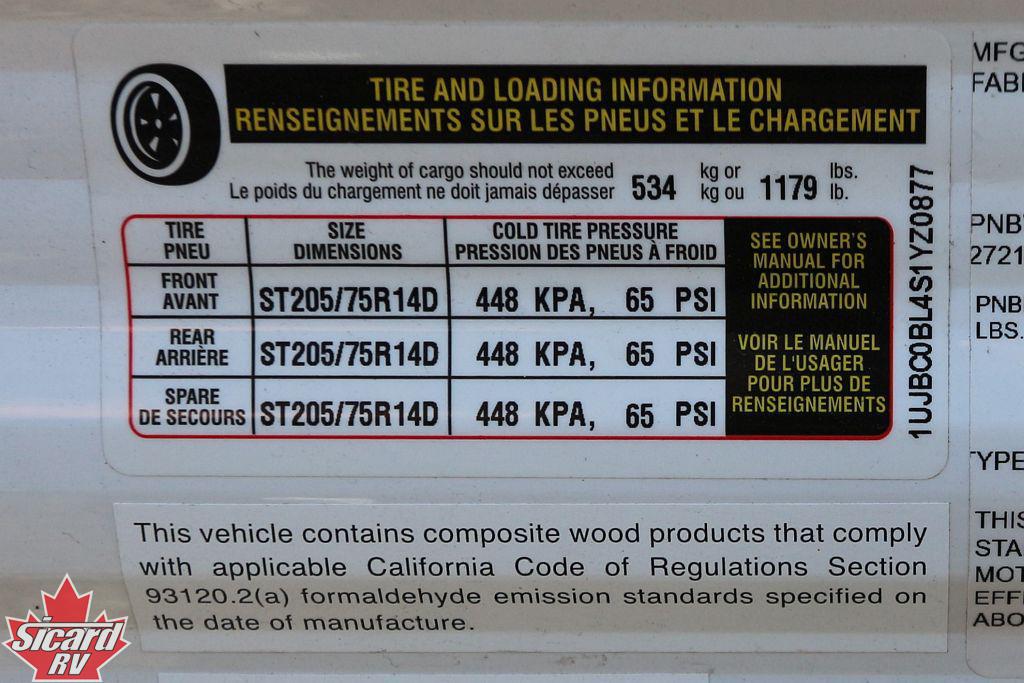 TIRE AND LOADING INFORMATION
RENSEIGNEMENTS SUR LES PNEUS ET LE CHARGEMENT
The weight of cargo should not exceed 534 kg or 1179 lbs.
Le poids du chargement ne doit jamais dépasser kg ou lb.
TIRE SIZE COLD TIRE PRESSURE
PNEU DIMENSIONS PRESSION DES PNEUS À FROID
FRONT
AVANT ST205/75R14D 448 KPA, 65 PSI
REAR
ARRIÈRE ST205/75R14D 448 KPA, 65 PSI
SPARE
DE SECOURS ST205/75R14D 448 KPA, 65 PSI
SEE OWNER'S
MANUAL FOR
ADDITIONAL
INFORMATION
VOIR LE MANUEL
DE L'USAGER
POUR PLUS DE
RENSEIGNEMENTS
1UJBC0BL4S1YZ0877
This vehicle contains composite wood products that comply
with applicable California Code of Regulations Section
93120.2(a) formaldehyde emission standards specified on
the date of manufacture.
MFG
FABI
PNB
2721
PNB
LBS.
TYPE
THIS
STA
MOT
EFF
ABO
Sicard
RV